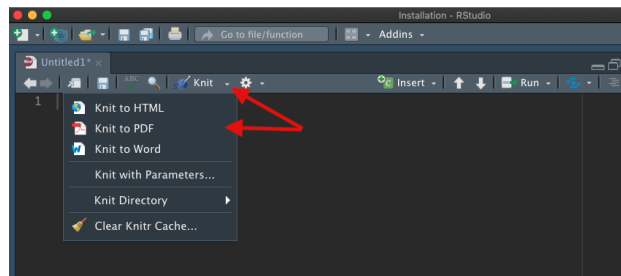 Installation - RStudio
Go to file/function Addins
Untitled1* ×
ABC Knit Insert Run
1
Knit to HTML
Knit to PDF
Knit to Word
Knit with Parameters...
Knit Directory
Clear Knitr Cache...